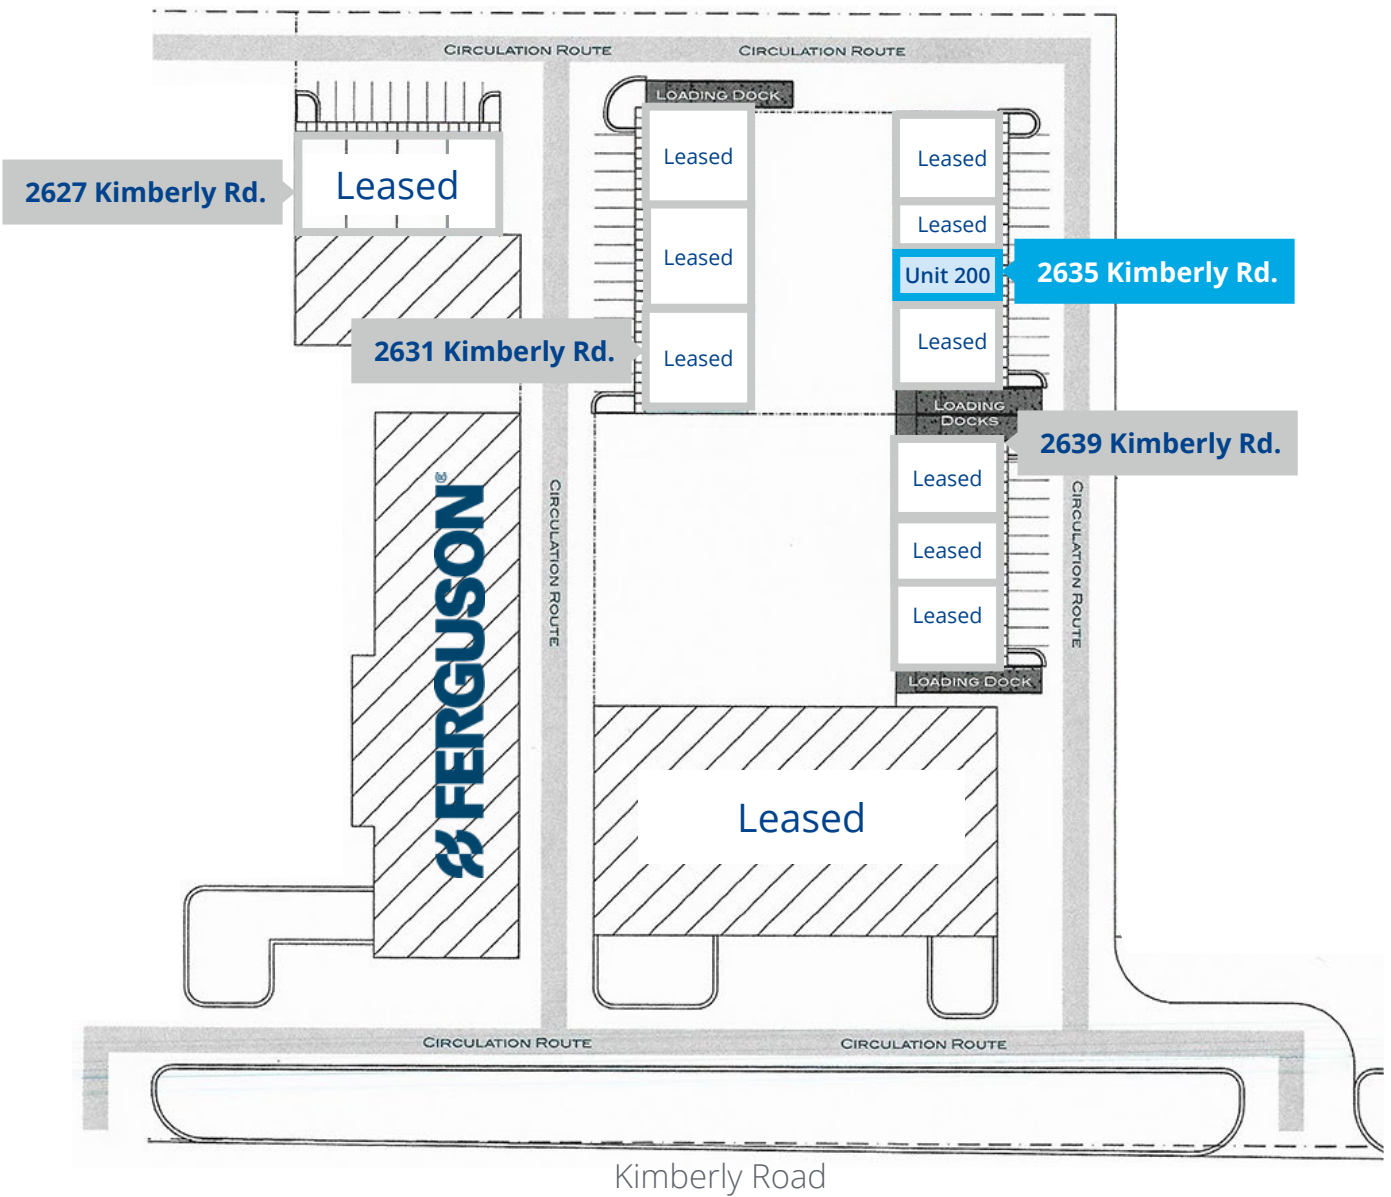 CIRCULATION ROUTE
CIRCULATION ROUTE
LOADING DOCK
Leased
Leased
Leased
2627 Kimberly Rd.
Leased
Leased
Leased
Unit 200
2635 Kimberly Rd.
2631 Kimberly Rd.
Leased
Leased
LOADING
DOCKS
2639 Kimberly Rd.
Leased
FERGUSON®
CIRCULATION ROUTE
CIRCULATION ROUTE
Leased
Leased
LOADING DOCK
Leased
CIRCULATION ROUTE
CIRCULATION ROUTE
Kimberly Road